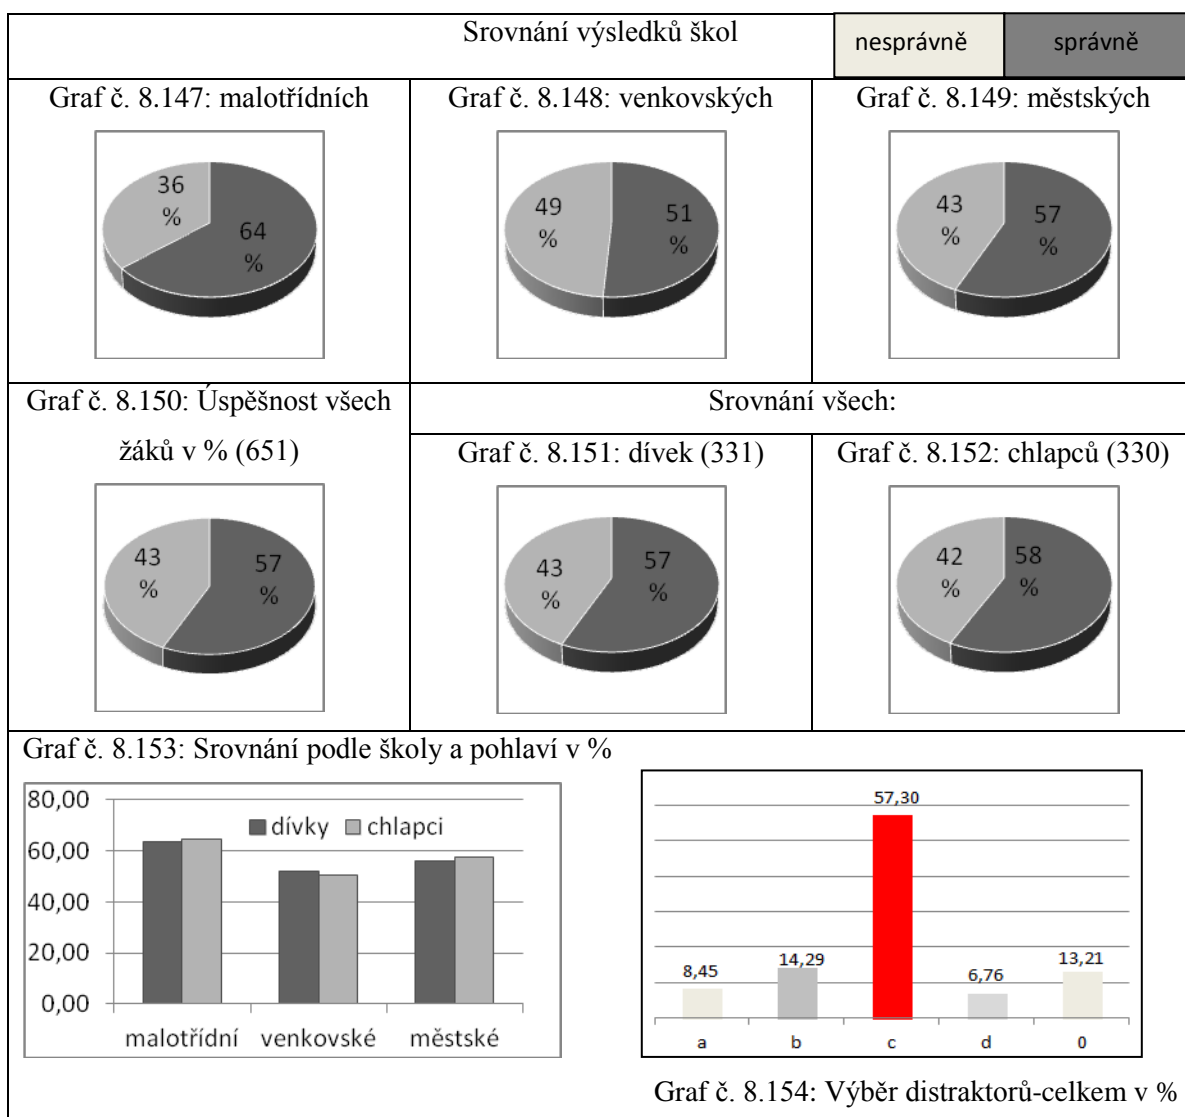 Srovnání výsledků škol
nesprávně
správně
Graf č. 8.147: malotřídních
Graf č. 8.148: venkovských
Graf č. 8.149: městských
36
%
64
%
49
%
51
%
43
%
57
%
Graf č. 8.150: Úspěšnost všech
žáků v % (651)
Srovnání všech:
Graf č. 8.151: dívek (331)
Graf č. 8.152: chlapců (330)
43
%
57
%
43
%
57
%
42
%
58
%
Graf č. 8.153: Srovnání podle školy a pohlaví v %
80,00
60,00
40,00
20,00
0,00
dívky chlapci
malotřídní venkovské městské
8,45
14,29
57,30
6,76
13,21
a b c d 0
Graf č. 8.154: Výběr distraktorů-celkem v %